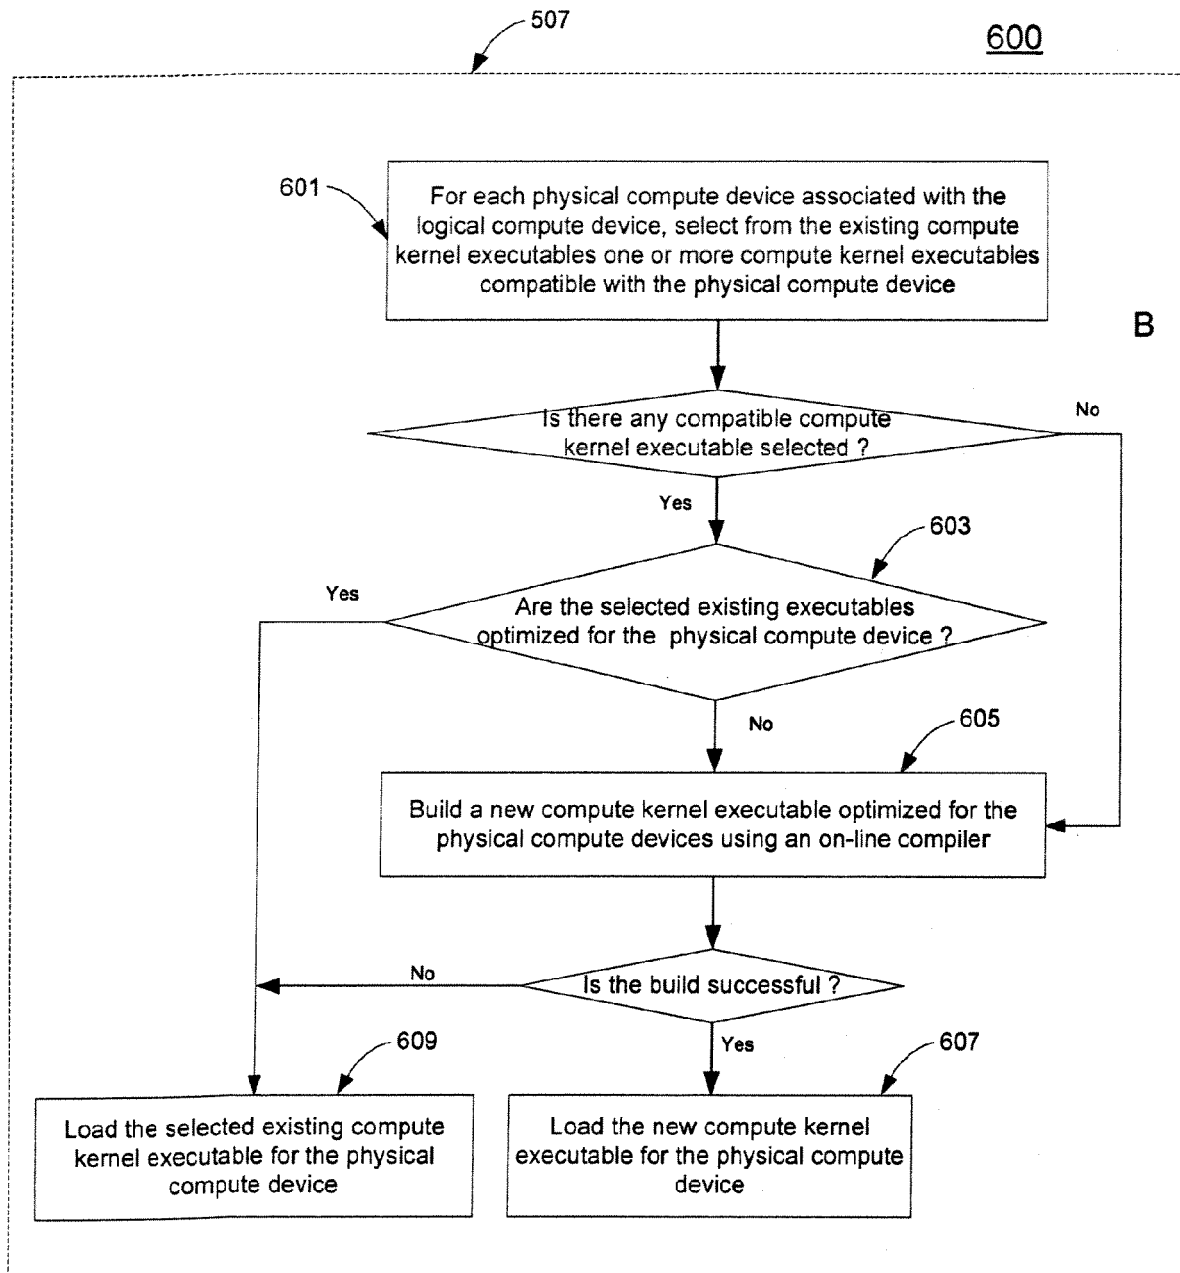 507
600
601
For each physical compute device associated with the
logical compute device, select from the existing compute
kernel executables one or more compute kernel executables
compatible with the physical compute device
B
Is there any compatible compute
kernel executable selected ?
No
Yes
603
Yes
Are the selected existing executables
optimized for the physical compute device ?
No
605
Build a new compute kernel executable optimized for the
physical compute devices using an on-line compiler
No
Is the build successful ?
Yes
609
607
Load the selected existing compute
kernel executable for the physical
compute device
Load the new compute kernel
executable for the physical compute
device